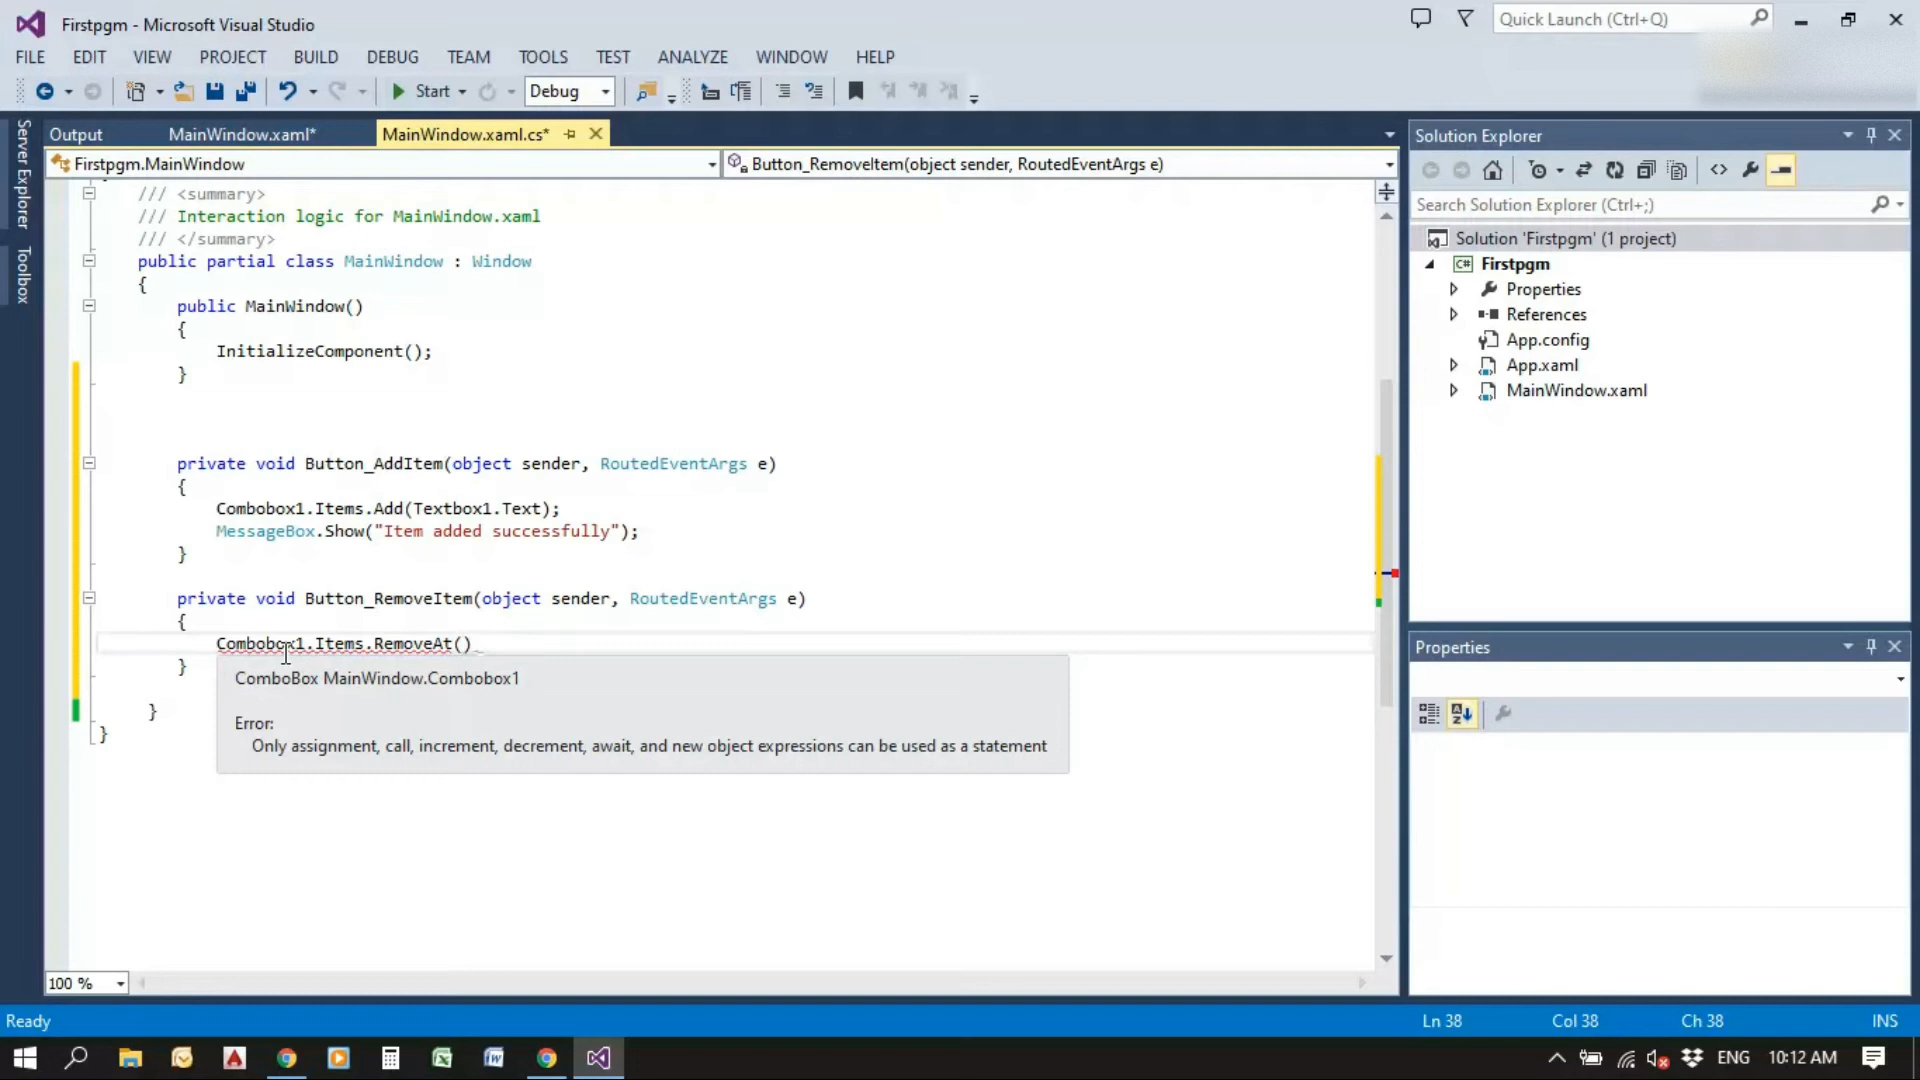 Firstpgm - Microsoft Visual Studio
Quick Launch (Ctrl+Q)
FILE EDIT VIEW PROJECT BUILD DEBUG TEAM TOOLS TEST ANALYZE WINDOW HELP
Start Debug
Server Explorer
Toolbox
Output MainWindow.xaml* MainWindow.xaml.cs*
Firstpgm.MainWindow Button_RemoveItem(object sender, RoutedEventArgs e)
/// <summary>
/// Interaction logic for MainWindow.xaml
/// </summary>
public partial class MainWindow : Window
{
public MainWindow()
{
InitializeComponent();
}
private void Button_AddItem(object sender, RoutedEventArgs e)
{
Combobox1.Items.Add(Textbox1.Text);
MessageBox.Show("Item added successfully");
}
private void Button_RemoveItem(object sender, RoutedEventArgs e)
{
Combobox1.Items.RemoveAt()
}
ComboBox MainWindow.Combobox1
Error:
Only assignment, call, increment, decrement, await, and new object expressions can be used as a statement
}
}
100 %
Solution Explorer
Search Solution Explorer (Ctrl+;)
Solution 'Firstpgm' (1 project)
C# Firstpgm
Properties
References
App.config
App.xaml
MainWindow.xaml
Properties
Ready Ln 38 Col 38 Ch 38 INS
ENG 10:12 AM